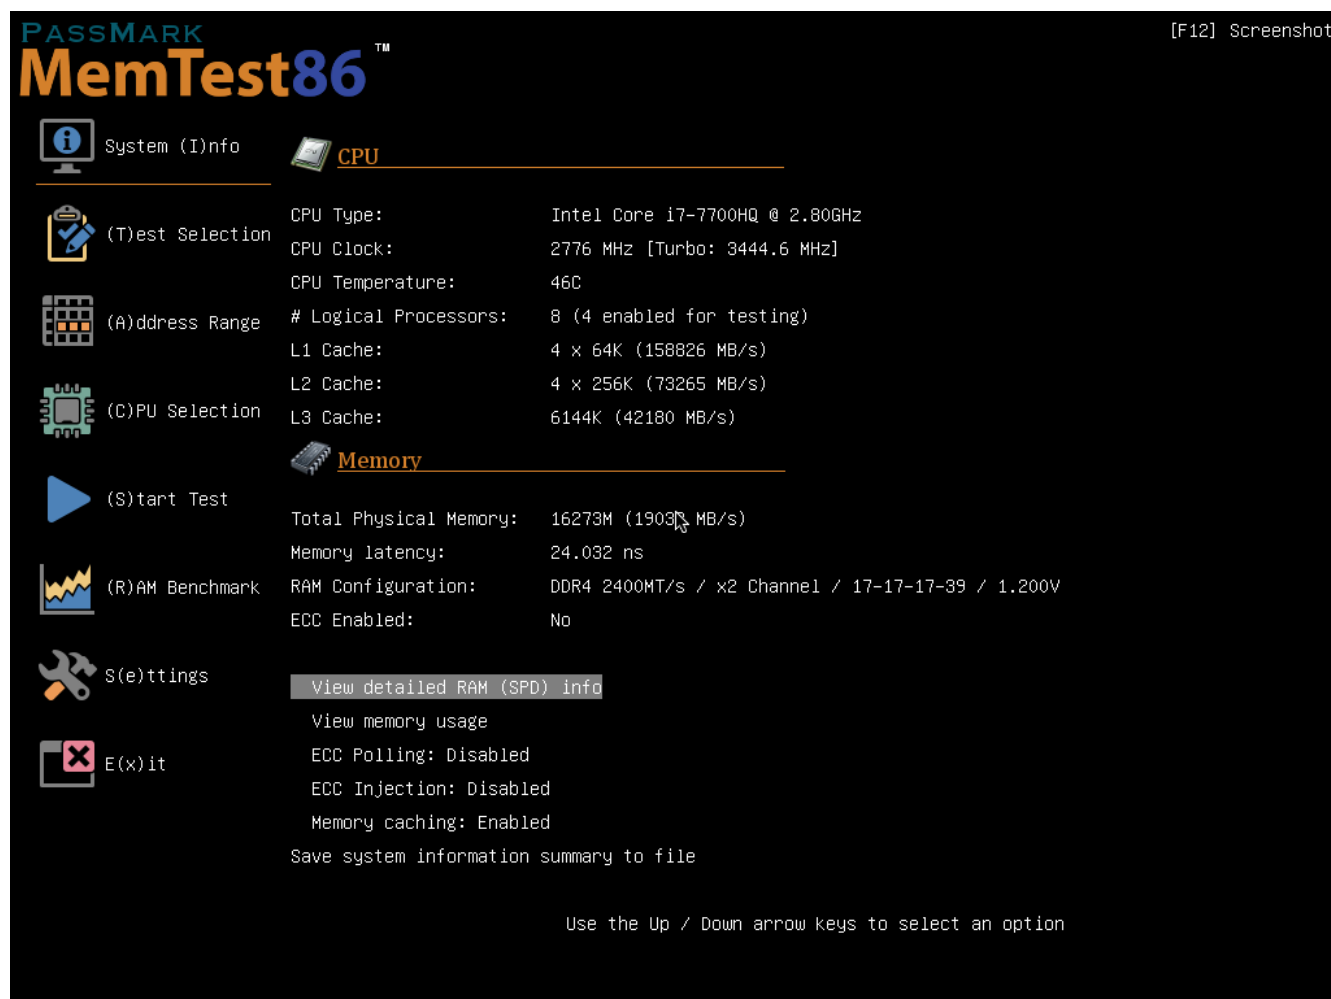 PASSMARK
MemTest86™
[F12] Screenshot
System (I)nfo
(T)est Selection
(A)ddress Range
(C)PU Selection
(S)tart Test
(R)AM Benchmark
S(e)ttings
E(x)it
CPU
CPU Type: Intel Core i7-7700HQ @ 2.80GHz
CPU Clock: 2776 MHz [Turbo: 3444.6 MHz]
CPU Temperature: 46C
# Logical Processors: 8 (4 enabled for testing)
L1 Cache: 4 x 64K (158826 MB/s)
L2 Cache: 4 x 256K (73265 MB/s)
L3 Cache: 6144K (42180 MB/s)
Memory
Total Physical Memory: 16273M MB/s)
Memory latency: 24.032 ns
RAM Configuration: DDR4 2400MT/s / x2 Channel / 17-17-17-39 / 1.200V
ECC Enabled: No
View detailed RAM (SPD) info
View memory usage
ECC Polling: Disabled
ECC Injection: Disabled
Memory caching: Enabled
Save system information summary to file
Use the Up / Down arrow keys to select an option